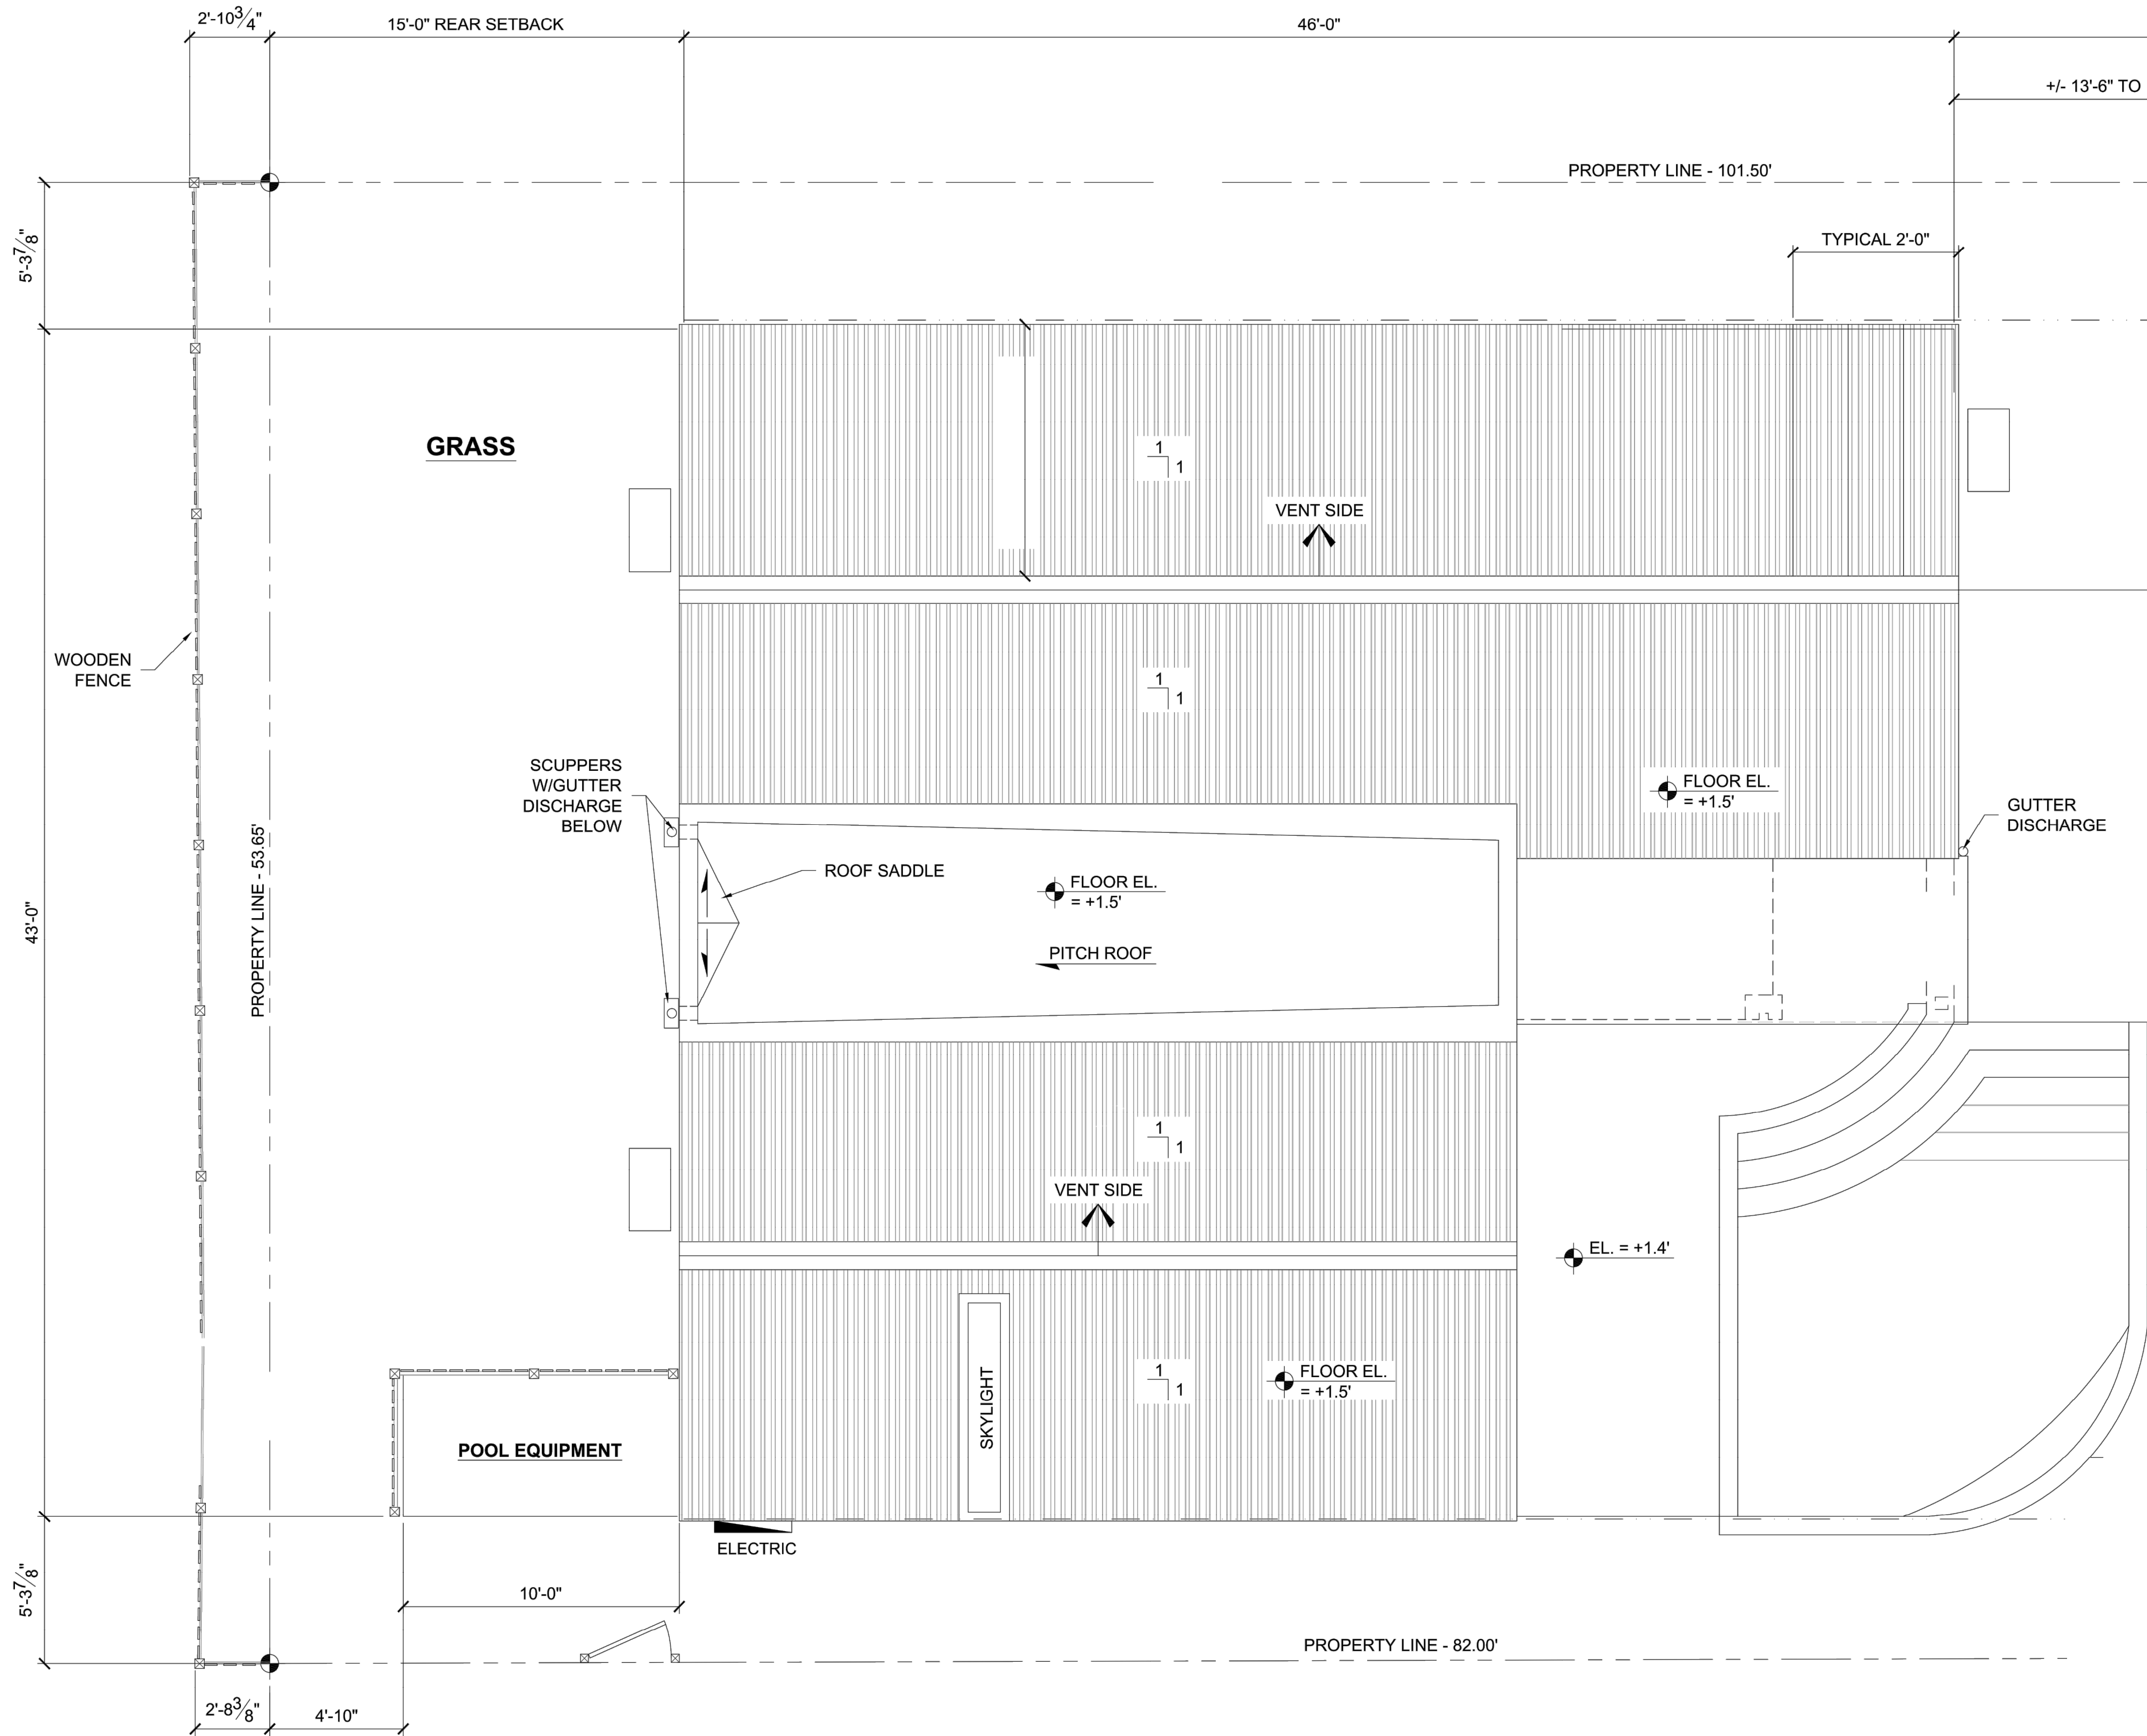 2'-10 3/4"
15'-0" REAR SETBACK
46'-0"
+/- 13'-6" TO
PROPERTY LINE - 101.50'
5'-3 7/8"
TYPICAL 2'-0"
GRASS
1
1
VENT SIDE
WOODEN
FENCE
1
1
SCUPPERS
W/GUTTER
DISCHARGE
BELOW
FLOOR EL.
= +1.5'
GUTTER
DISCHARGE
PROPERTY LINE - 53.65'
ROOF SADDLE
FLOOR EL.
= +1.5'
43'-0"
PITCH ROOF
1
1
VENT SIDE
EL. = +1.4'
SKYLIGHT
1
1
FLOOR EL.
= +1.5'
POOL EQUIPMENT
ELECTRIC
5'-3 7/8"
10'-0"
PROPERTY LINE - 82.00'
2'-8 3/8"
4'-10"